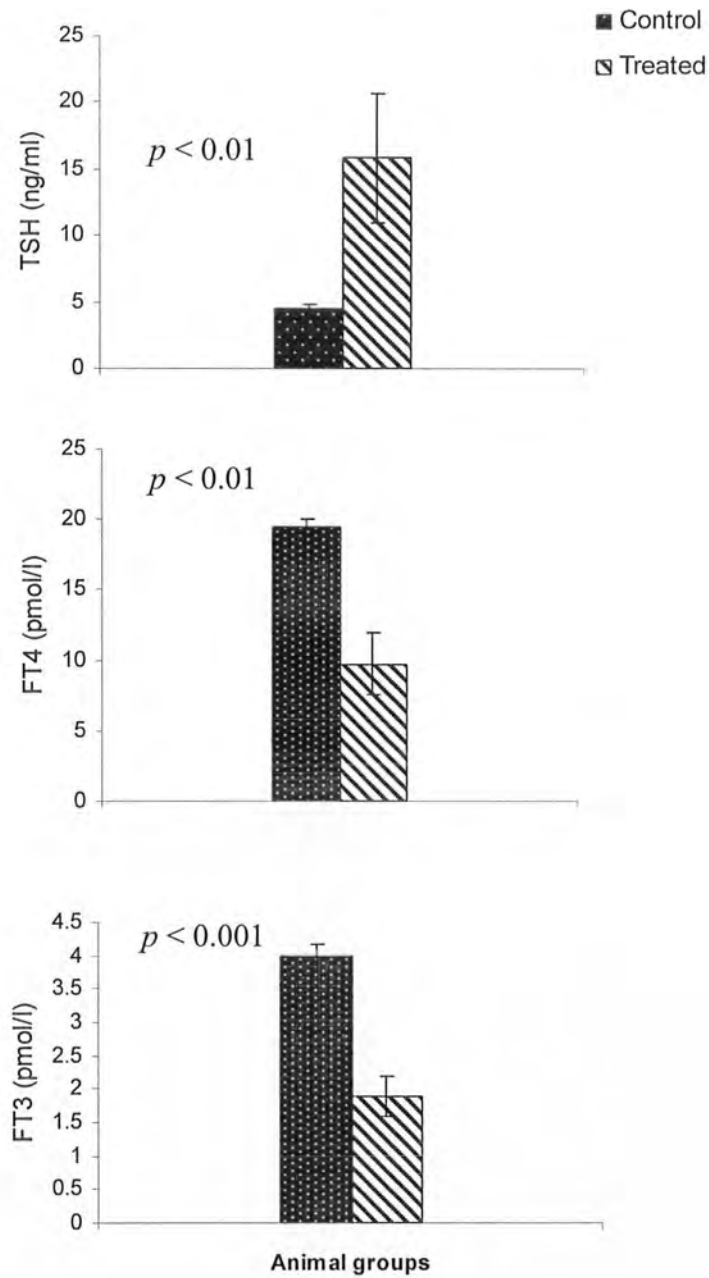 Control
Treated
25
20
15
10
5
0
TSH (ng/ml)
p < 0.01
25
20
15
10
5
0
FT4 (pmol/l)
p < 0.01
4.5
4
3.5
3
2.5
2
1.5
1
0.5
0
FT3 (pmol/l)
p < 0.001
Animal groups